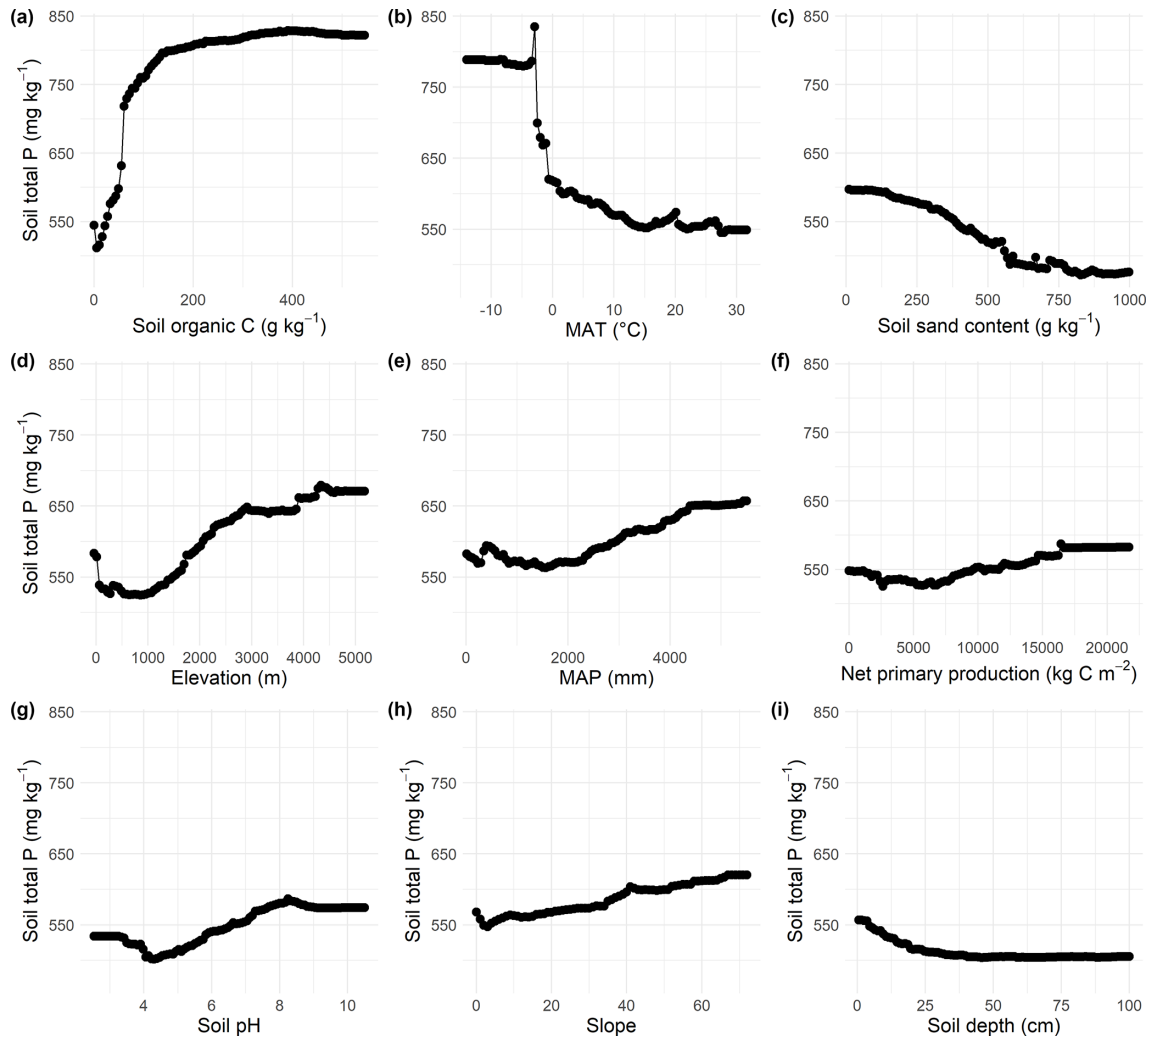 (a)
850
750
650
550
Soil total P (mg kg⁻¹)
0 200 400
Soil organic C (g kg⁻¹)
(b)
850
750
650
550
-10 0 10 20 30
MAT (°C)
(c)
850
750
650
550
0 250 500 750 1000
Soil sand content (g kg⁻¹)
(d)
850
750
650
550
Soil total P (mg kg⁻¹)
0 1000 2000 3000 4000 5000
Elevation (m)
(e)
850
750
650
550
0 2000 4000
MAP (mm)
(f)
850
750
650
550
0 5000 10000 15000 20000
Net primary production (kg C m⁻²)
(g)
850
750
650
550
Soil total P (mg kg⁻¹)
4 6 8 10
Soil pH
(h)
850
750
650
550
Soil total P (mg kg⁻¹)
0 20 40 60
Slope
(i)
850
750
650
550
Soil total P (mg kg⁻¹)
0 25 50 75 100
Soil depth (cm)